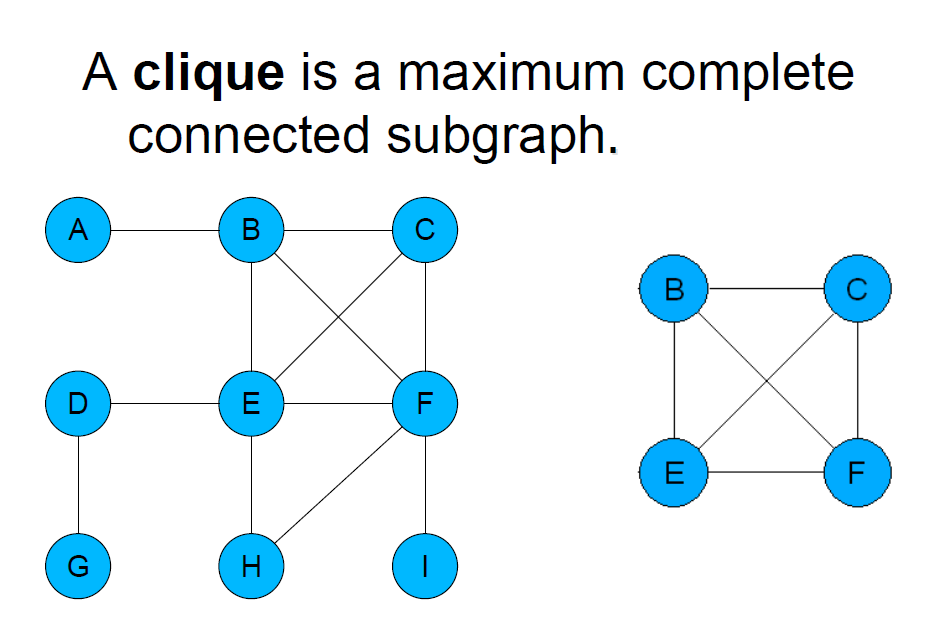 A clique is a maximum complete
connected subgraph.
A B C
B C
D E F
E F
G H I